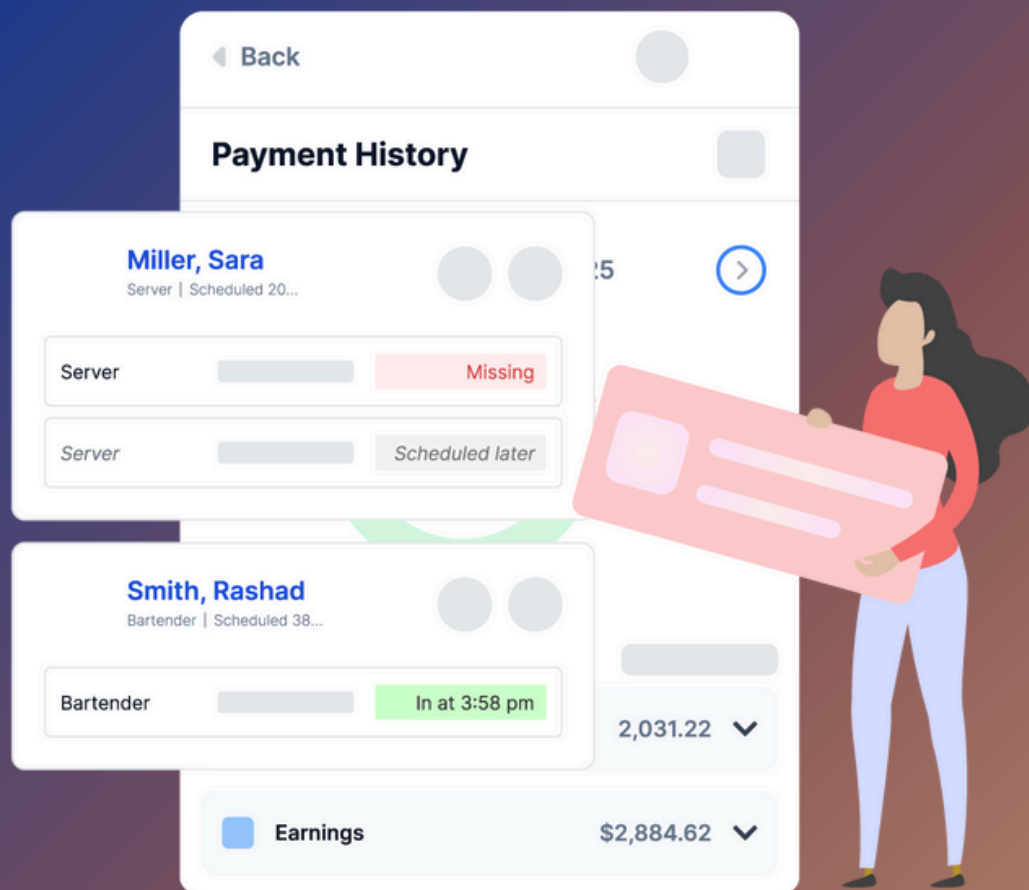 Back
Payment History
Miller, Sara
Server | Scheduled 20...
25
Server Missing
Server Scheduled later
Smith, Rashad
Bartender | Scheduled 38...
Bartender In at 3:58 pm
2,031.22
Earnings $2,884.62